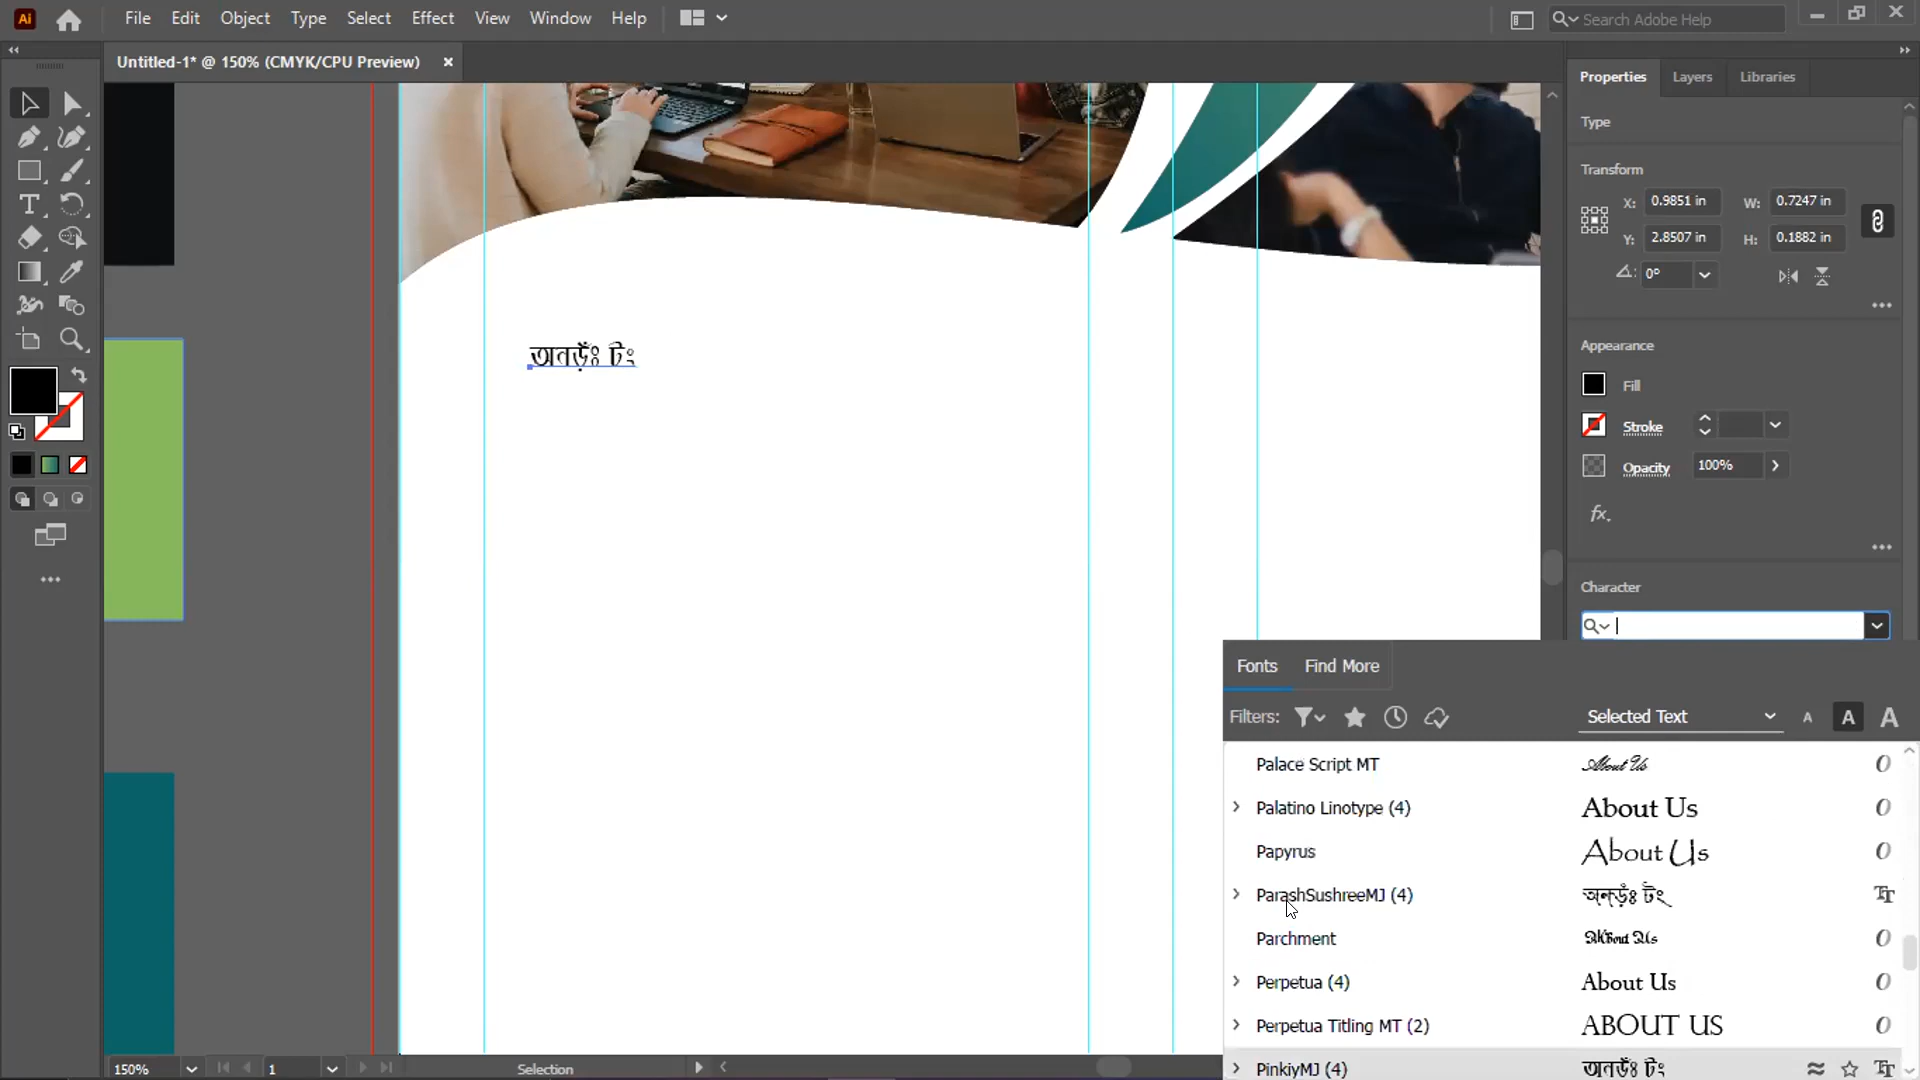 Ai File Edit Object Type Select Effect View Window Help Search Adobe Help
Untitled-1* @ 150% (CMYK/CPU Preview)
Properties Layers Libraries
Type
Transform
X: 0.9851 in W: 0.7247 in
Y: 2.8507 in H: 0.1882 in
0°
Appearance
Fill
Stroke
Opacity 100%
fx.
Character
Fonts Find More
Filters: Selected Text A A A
Palace Script MT About Us
Palatino Linotype (4) About Us
Papyrus About Us
ParashSushreeMJ (4)
Parchment About Us
Perpetua (4) About Us
Perpetua Titling MT (2) ABOUT US
PinkiyMJ (4)
150% 1 Selection